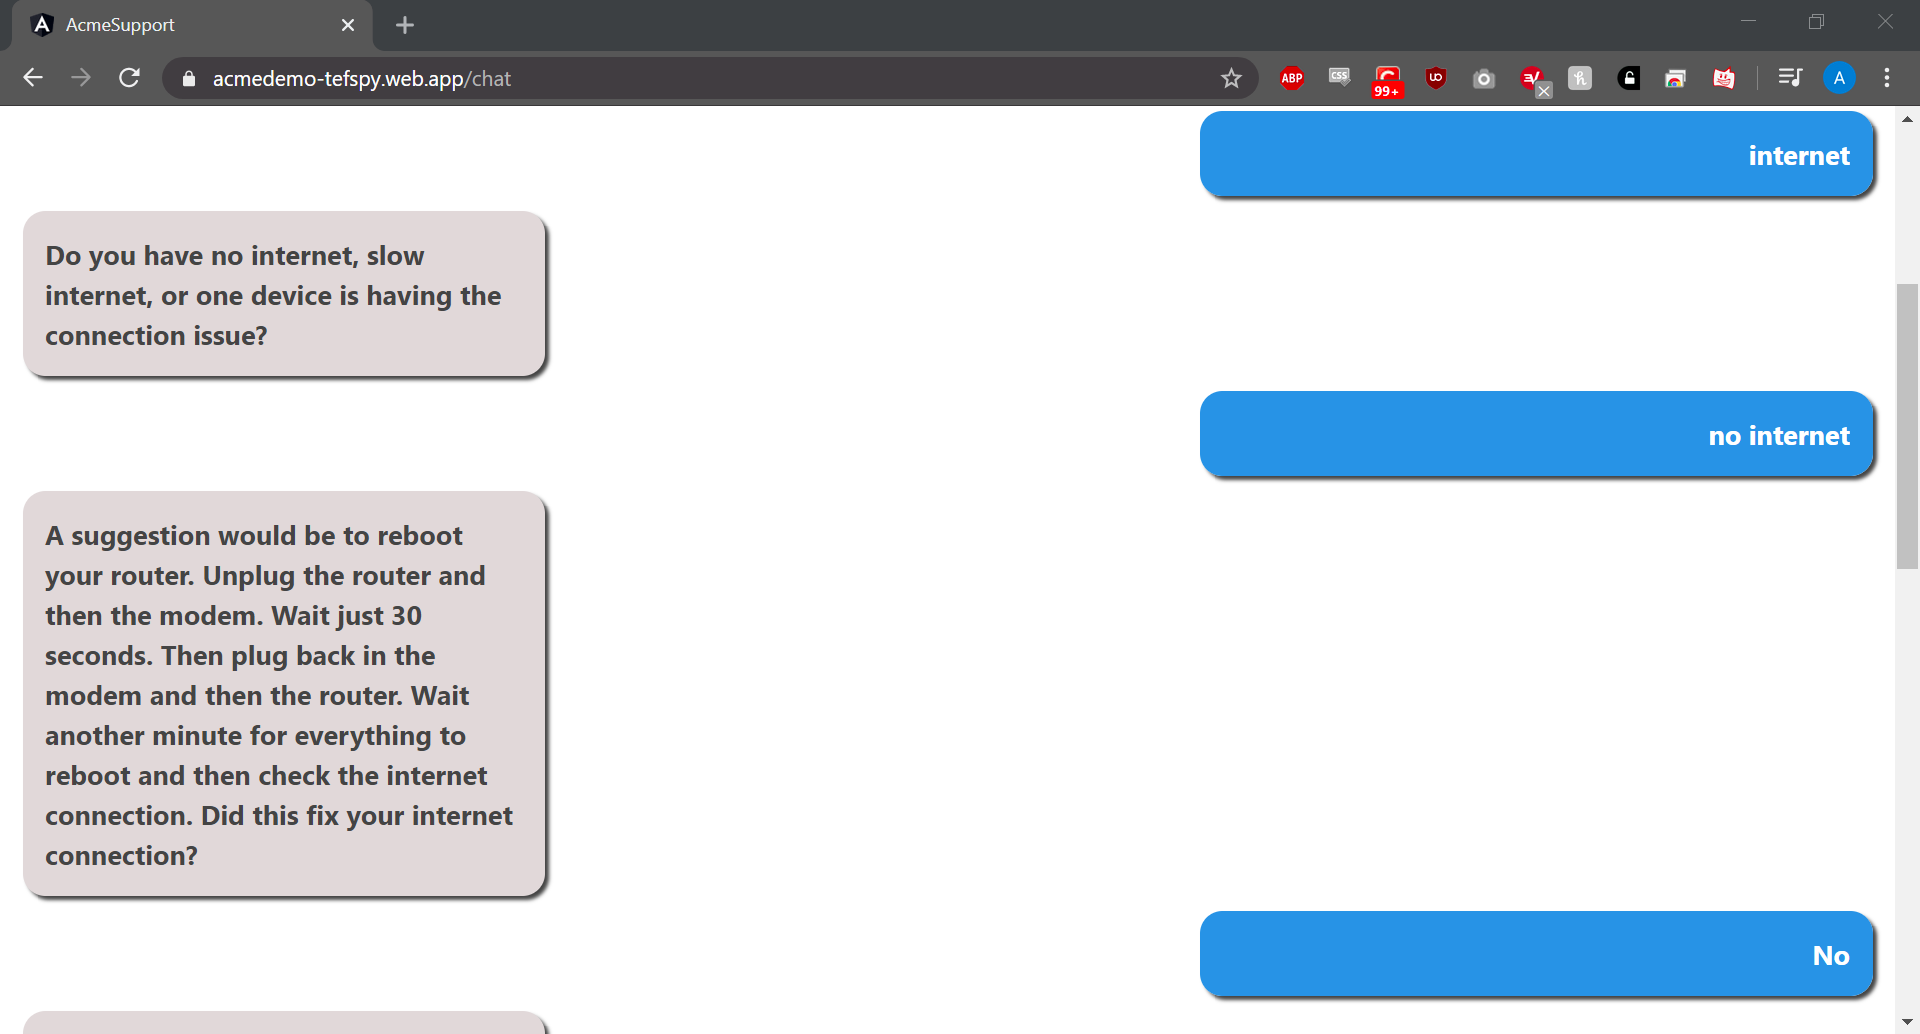 AcmeSupport
acmedemo-tefspy.web.app/chat
ABP
CSS
99+
A
internet
Do you have no internet, slow
internet, or one device is having the
connection issue?
no internet
A suggestion would be to reboot
your router. Unplug the router and
then the modem. Wait just 30
seconds. Then plug back in the
modem and then the router. Wait
another minute for everything to
reboot and then check the internet
connection. Did this fix your internet
connection?
No